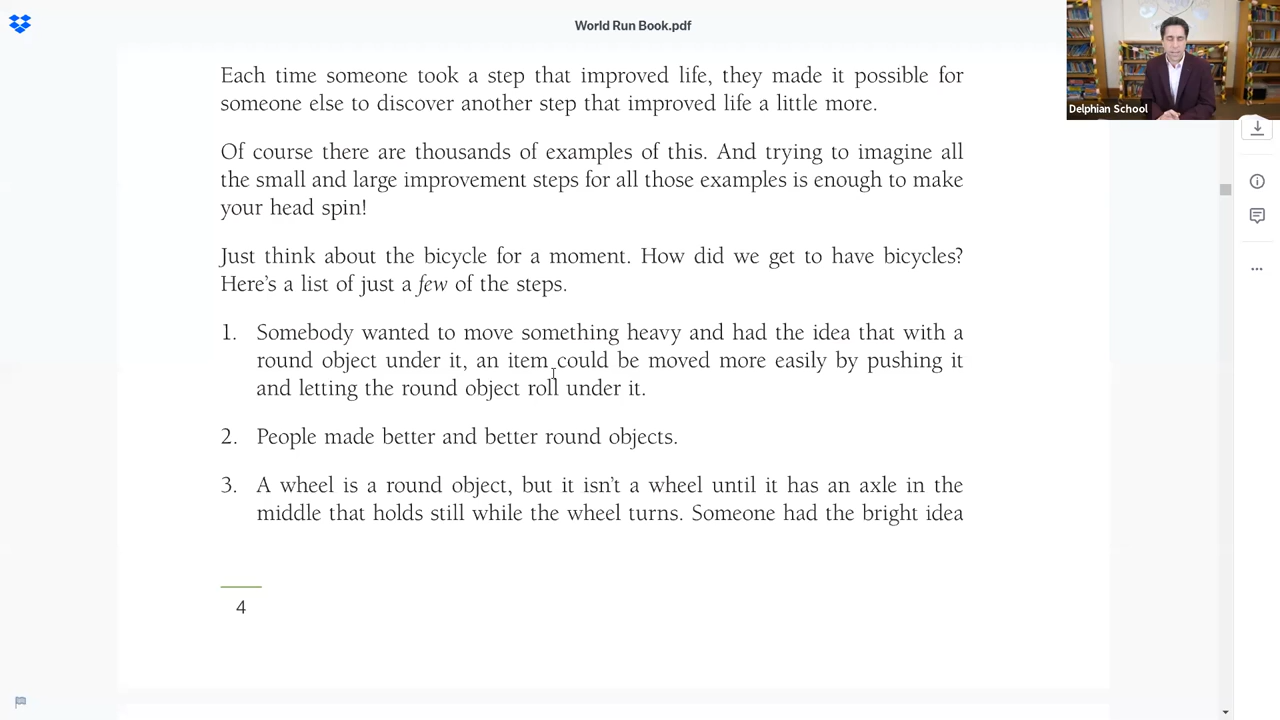 World Run Book.pdf
Delphian School
Each time someone took a step that improved life, they made it possible for
someone else to discover another step that improved life a little more.
Of course there are thousands of examples of this. And trying to imagine all
the small and large improvement steps for all those examples is enough to make
your head spin!
Just think about the bicycle for a moment. How did we get to have bicycles?
Here's a list of just a few of the steps.
1. Somebody wanted to move something heavy and had the idea that with a
round object under it, an item could be moved more easily by pushing it
and letting the round object roll under it.
2. People made better and better round objects.
3. A wheel is a round object, but it isn't a wheel until it has an axle in the
middle that holds still while the wheel turns. Someone had the bright idea
4